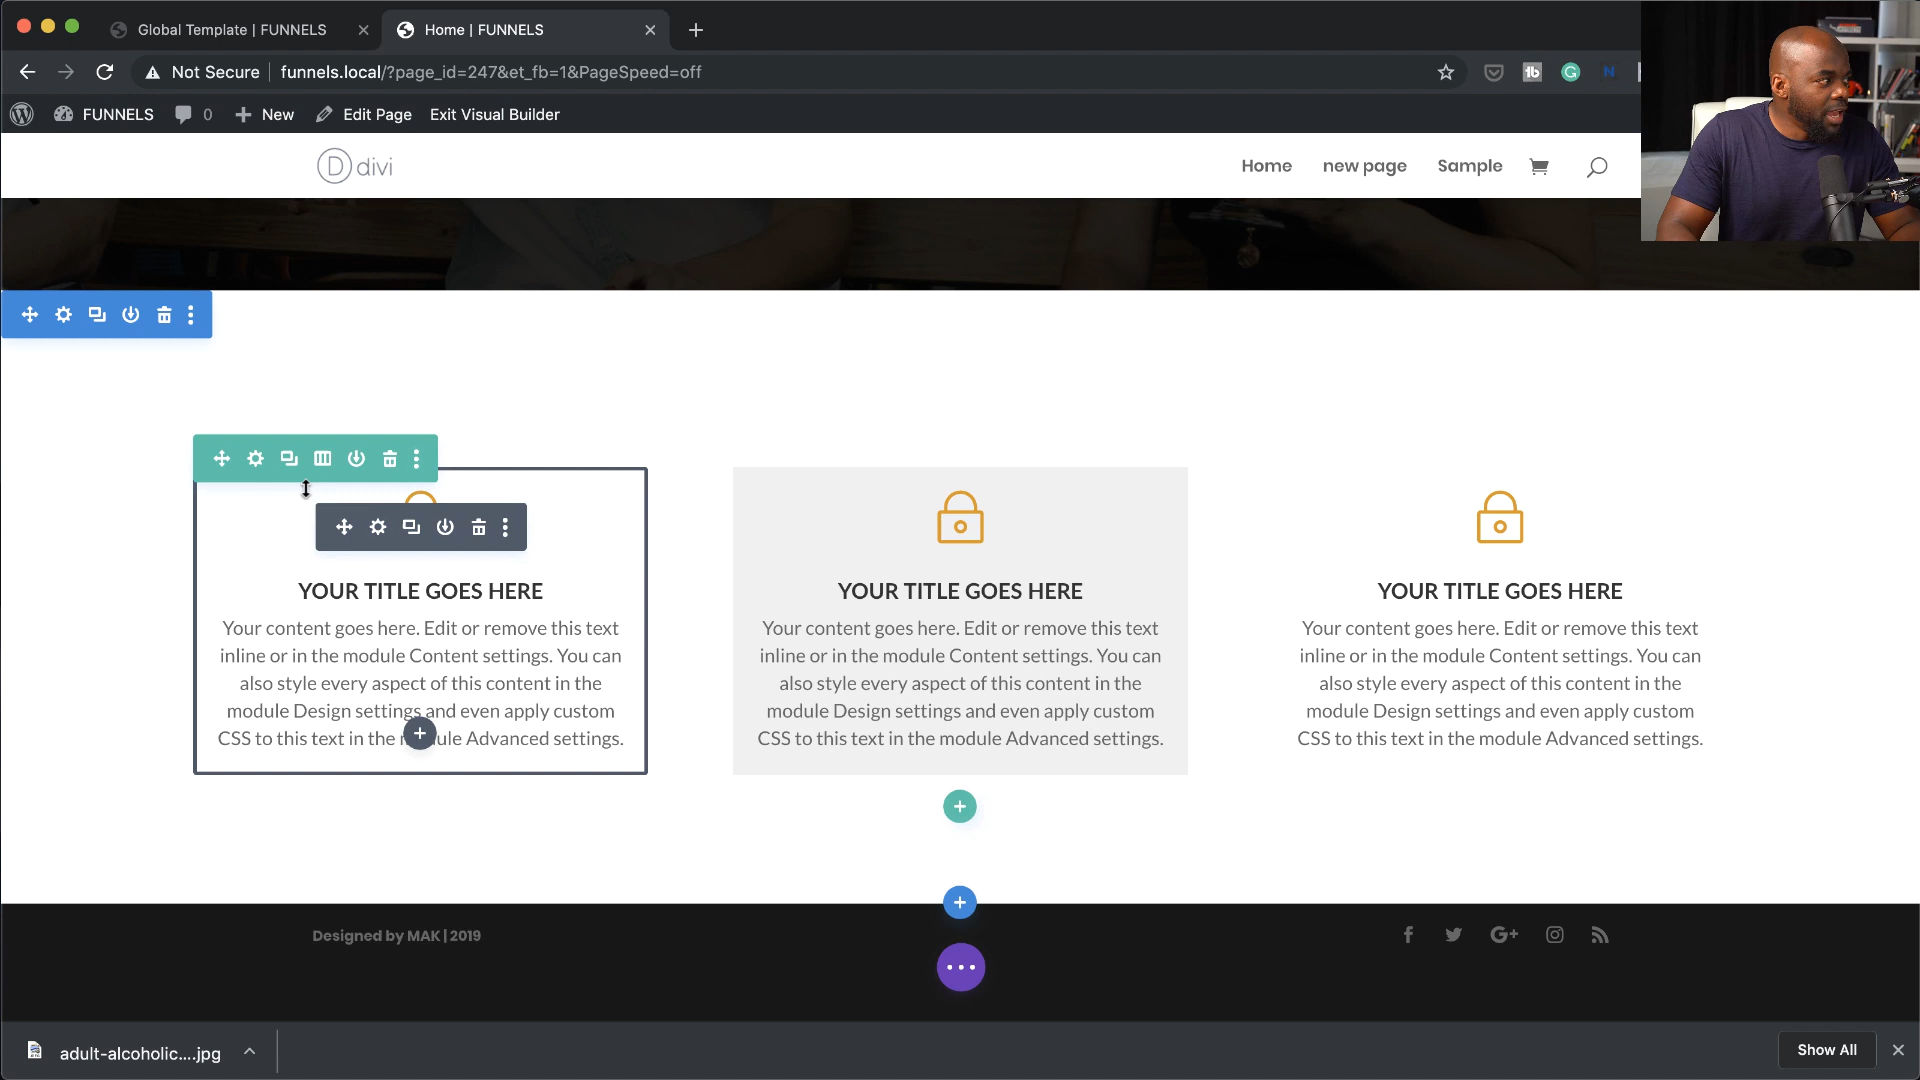 Global Template | FUNNELS
Home | FUNNELS
Not Secure
funnels.local/?page_id=247&et_fb=1&PageSpeed=off
FUNNELS
0
New
Edit Page
Exit Visual Builder
D divi
Home
new page
Sample
YOUR TITLE GOES HERE
Your content goes here. Edit or remove this text
inline or in the module Content settings. You can
also style every aspect of this content in the
module Design settings and even apply custom
CSS to this text in the module Advanced settings.
YOUR TITLE GOES HERE
Your content goes here. Edit or remove this text
inline or in the module Content settings. You can
also style every aspect of this content in the
module Design settings and even apply custom
CSS to this text in the module Advanced settings.
YOUR TITLE GOES HERE
Your content goes here. Edit or remove this text
inline or in the module Content settings. You can
also style every aspect of this content in the
module Design settings and even apply custom
CSS to this text in the module Advanced settings.
Designed by MAK | 2019
adult-alcoholic....jpg
Show All